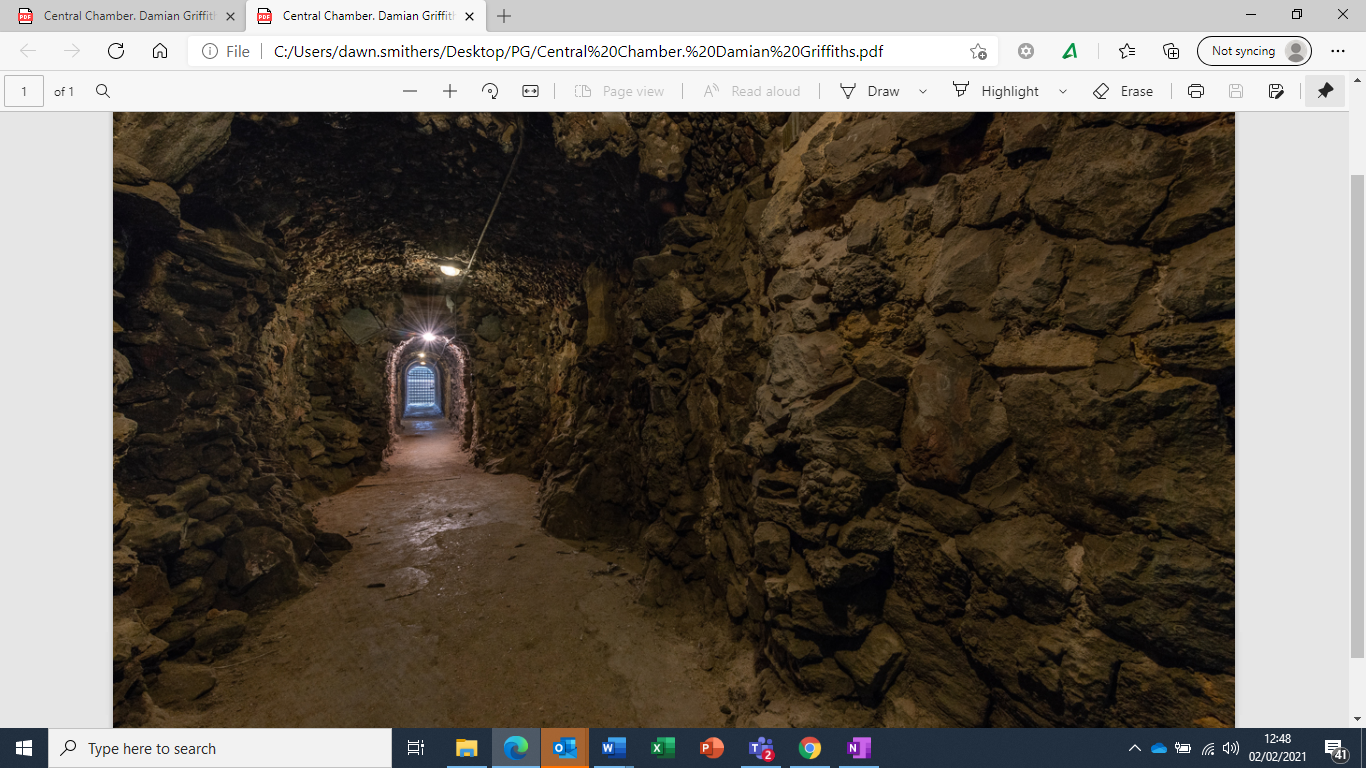 Central Chamber. Damian Griffith
Central Chamber. Damian Griffith
File
C:/Users/dawn.smithers/Desktop/PG/Central%20Chamber.%20Damian%20Griffiths.pdf
Not syncing
1
of 1
Page view
Read aloud
Draw
Highlight
Erase
Type here to search
2
12:48
02/02/2021
41